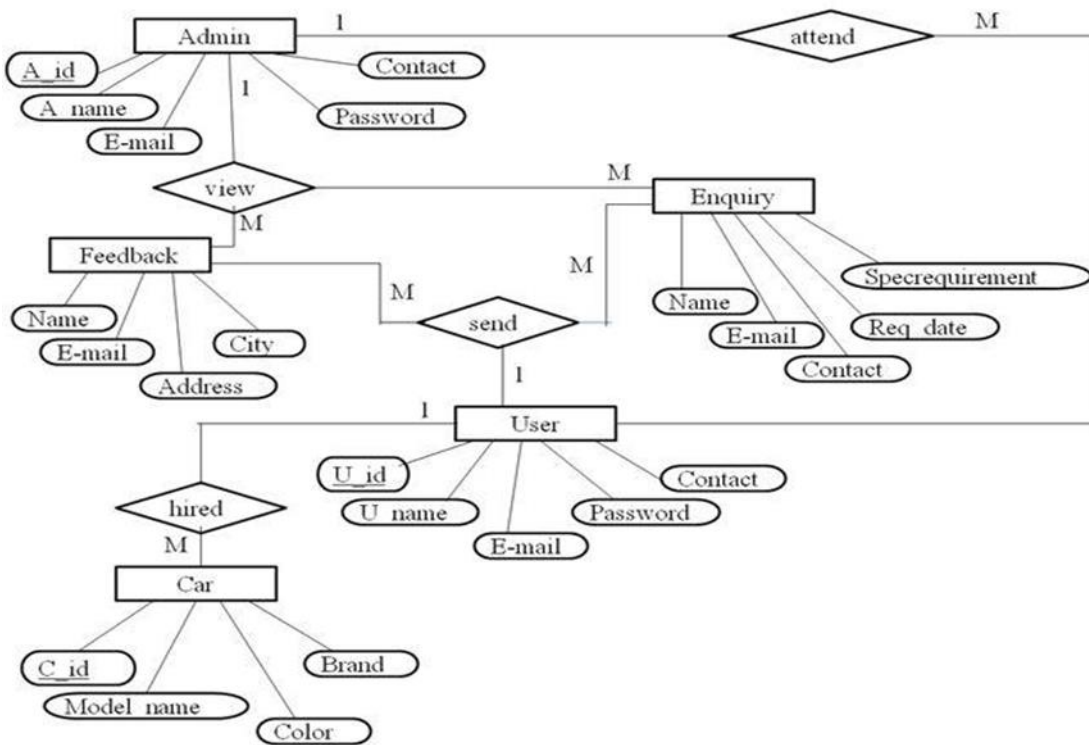 1
M
Admin
attend
A_id
Contact
A_name
1
Password
E-mail
M
view
Enquiry
M
Feedback
M
Specrequirement
M
Name
Name
send
Req_date
City
E-mail
E-mail
Contact
Address
1
1
User
U_id
Contact
hired
U_name
Password
M
E-mail
Car
C_id
Brand
Model_name
Color